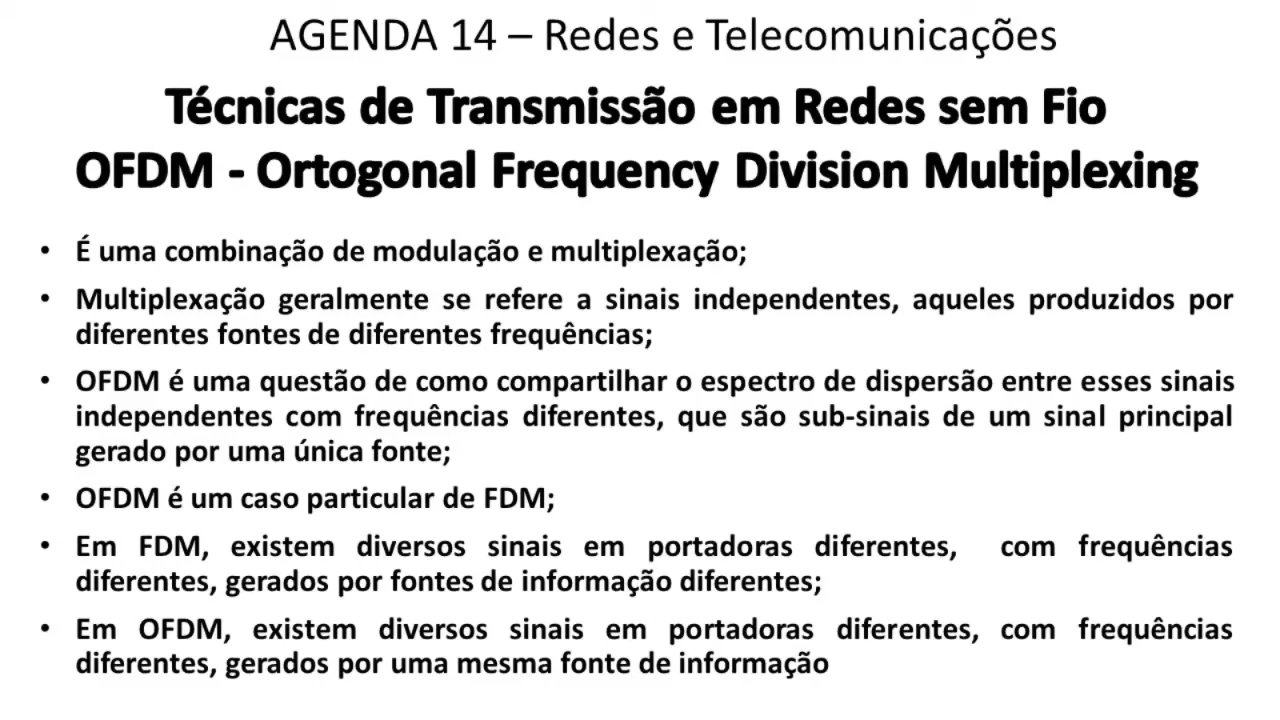 AGENDA 14 – Redes e Telecomunicações
Técnicas de Transmissão em Redes sem Fio
OFDM - Ortogonal Frequency Division Multiplexing
• É uma combinação de modulação e multiplexação;
• Multiplexação geralmente se refere a sinais independentes, aqueles produzidos por
diferentes fontes de diferentes frequências;
• OFDM é uma questão de como compartilhar o espectro de dispersão entre esses sinais
independentes com frequências diferentes, que são sub-sinais de um sinal principal
gerado por uma única fonte;
• OFDM é um caso particular de FDM;
• Em FDM, existem diversos sinais em portadoras diferentes, com frequências
diferentes, gerados por fontes de informação diferentes;
• Em OFDM, existem diversos sinais em portadoras diferentes, com frequências
diferentes, gerados por uma mesma fonte de informação